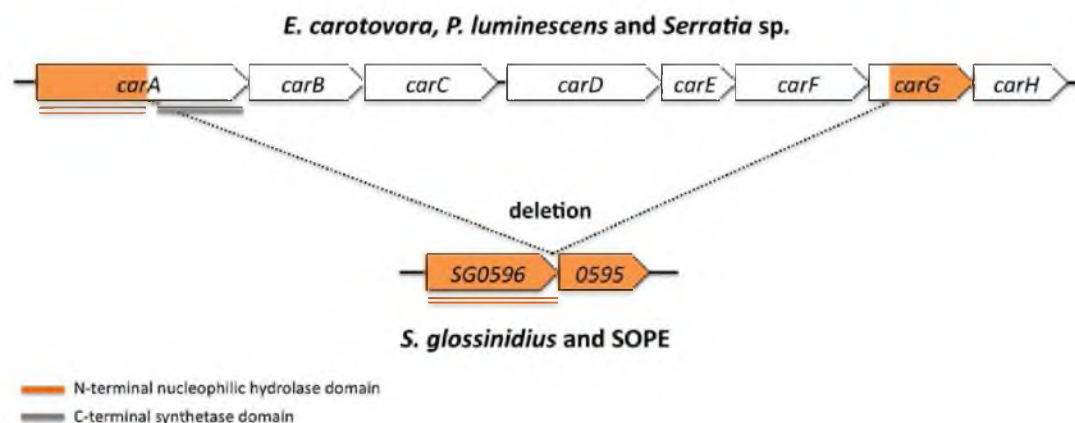 E. carotovora, P. luminescens and Serratia sp.
carA carB carC carD carE carF carG carH
deletion
SG0596 0595
S. glossinidius and SOPE
N-terminal nucleophilic hydrolase domain
C-terminal synthetase domain